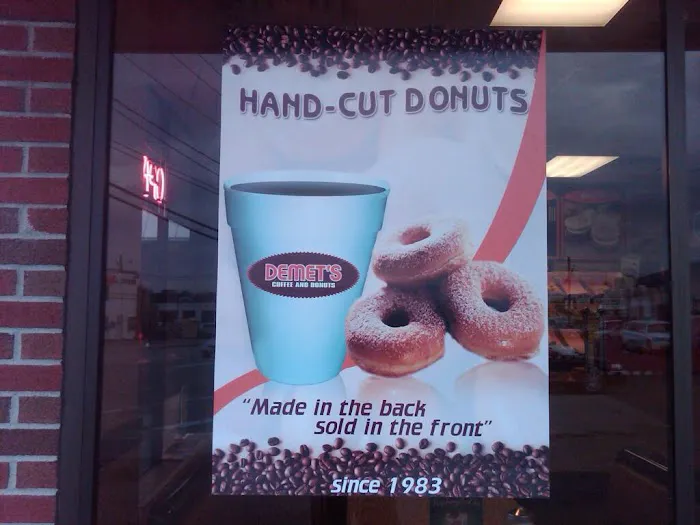 HAND-CUT DONUTS
DEMET'S
COFFEE AND DONUTS
"Made in the back
sold in the front"
since 1983